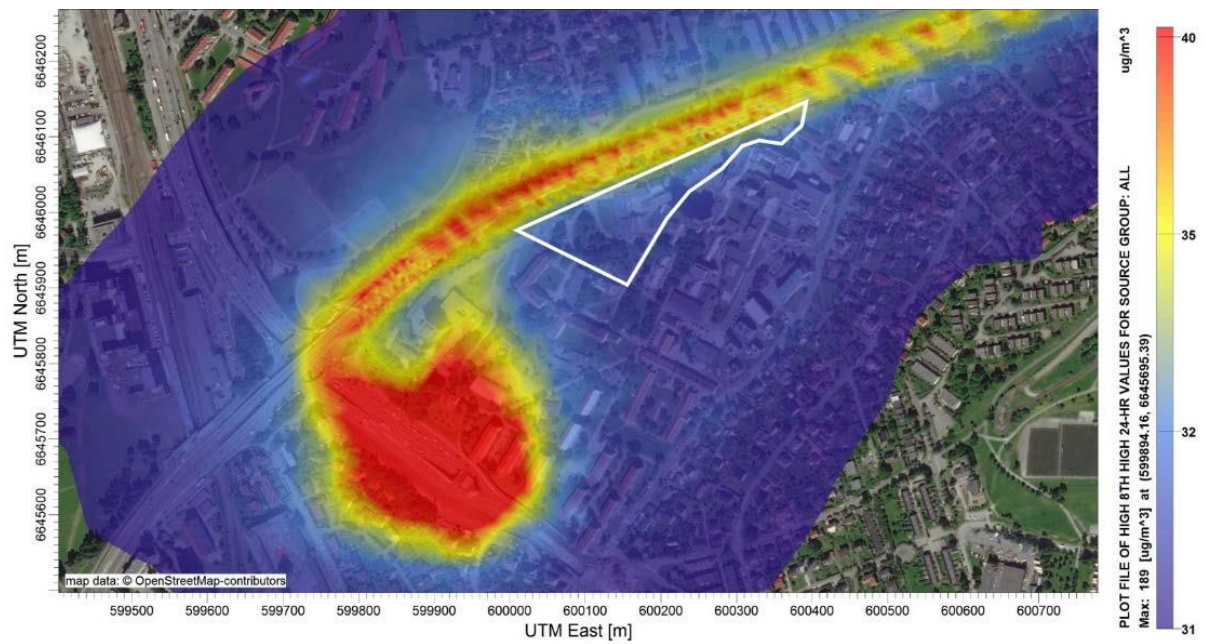 6646200
6646100
6646000
6645900
6645800
6645700
6645600
UTM North [m]
map data: © OpenStreetMap-contributors
599500 599600 599700 599800 599900 600000 600100 600200 600300 600400 600500 600600 600700
UTM East [m]
PLOT FILE OF HIGH 8TH HIGH 24-HR VALUES FOR SOURCE GROUP: ALL ug/m^3
Max: 189 [ug/m^3] at (599894.16, 6645695.39)
40
35
32
31